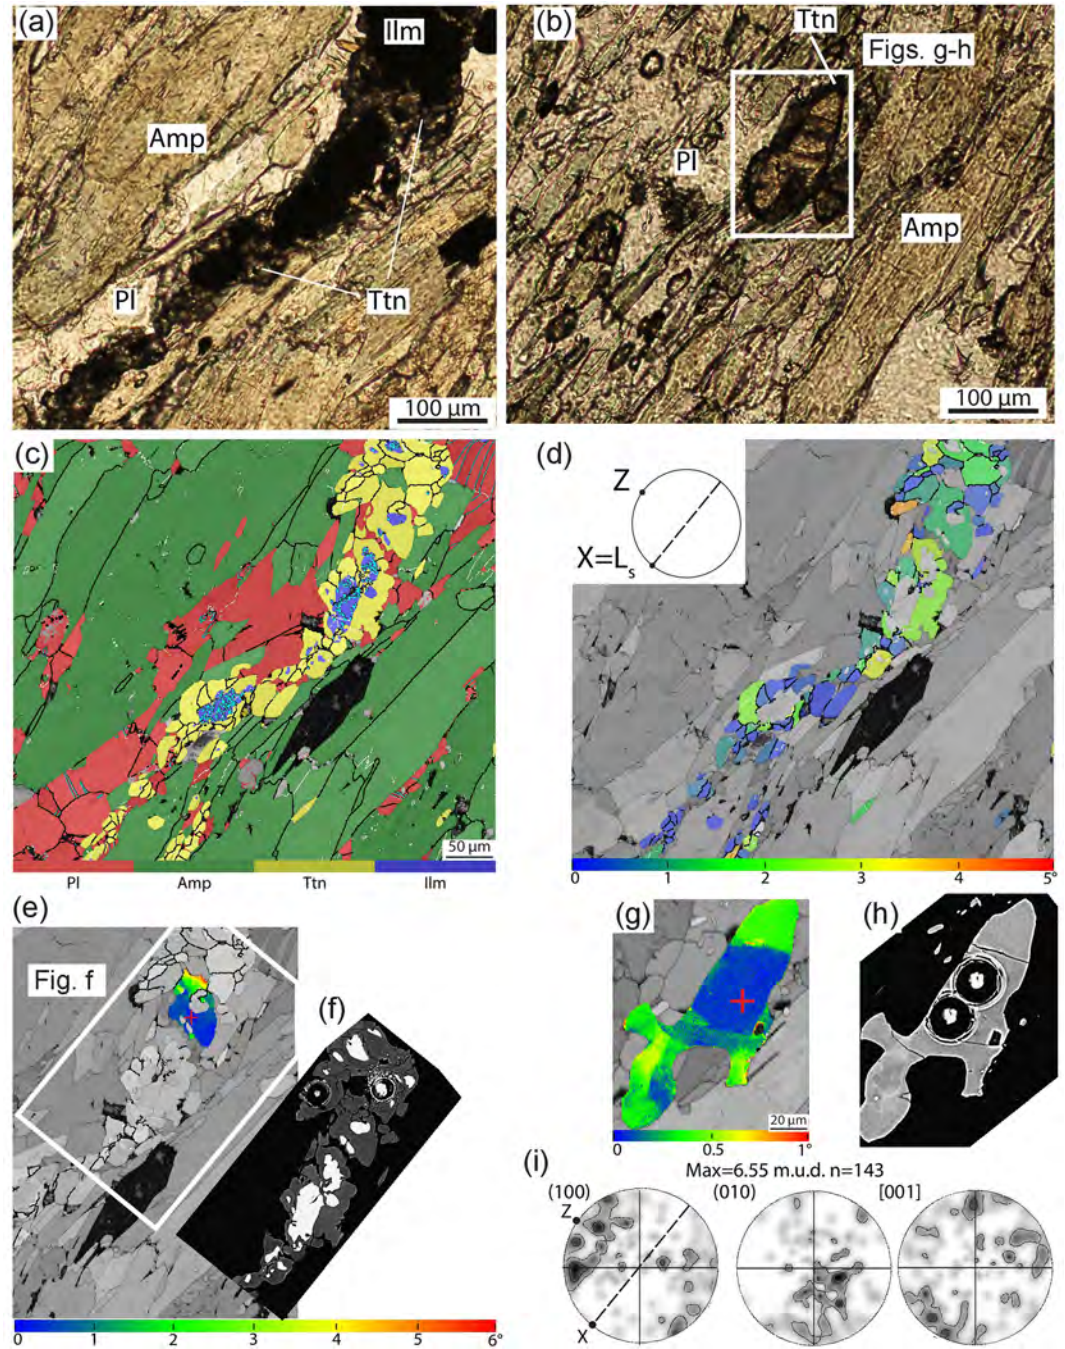 (a)
Ilm
Amp
Pl
Ttn
100 µm
(b)
Ttn
Figs. g-h
Pl
Amp
100 µm
(c)
50 µm
Pl Amp Ttn Ilm
(d)
Z
X=Ls
0 1 2 3 4 5°
(e)
Fig. f
(f)
0 1 2 3 4 5 6°
(g)
20 µm
0 0.5 1°
(h)
(i)
Max=6.55 m.u.d. n=143
(100) (010) [001]
Z
X